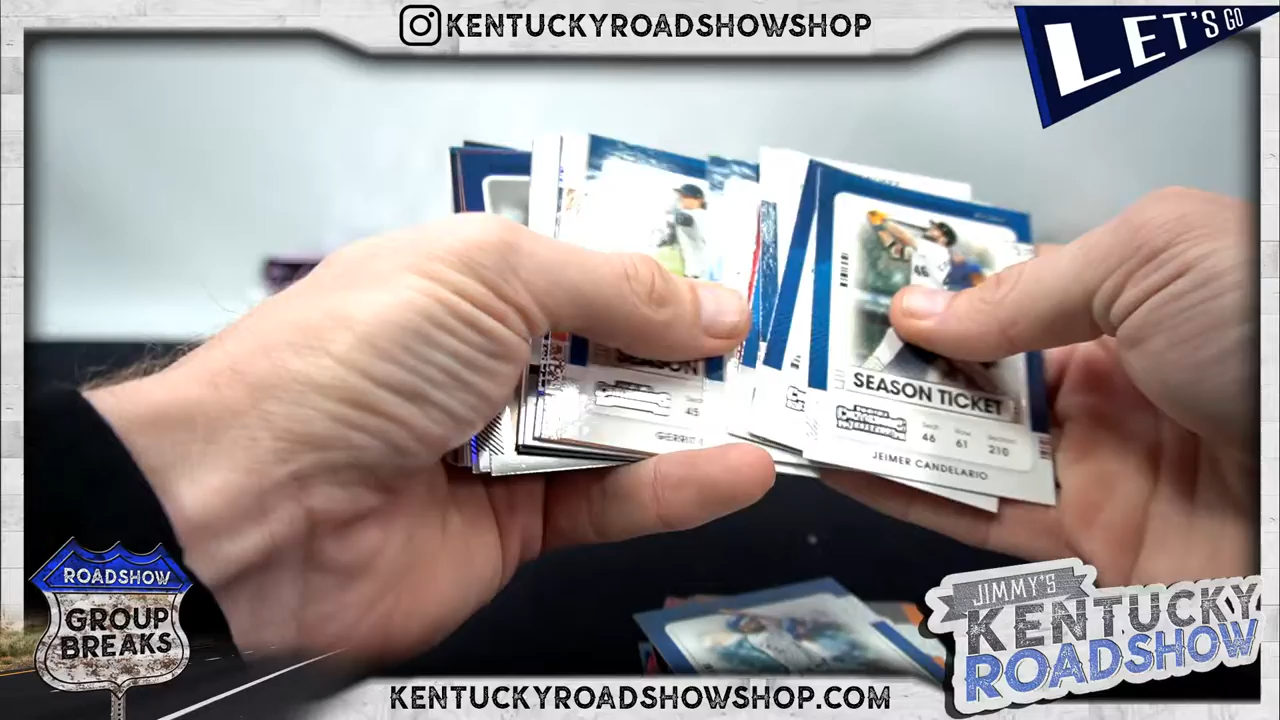 KENTUCKYROADSHOWSHOP
LET'S GO
46
SEASON TICKET
46 61 210
JEIMER CANDELARIO
SEASON
45
GERRIT
ROADSHOW
GROUP
BREAKS
JIMMY'S
KENTUCKY
ROADSHOW
KENTUCKYROADSHOWSHOP.COM